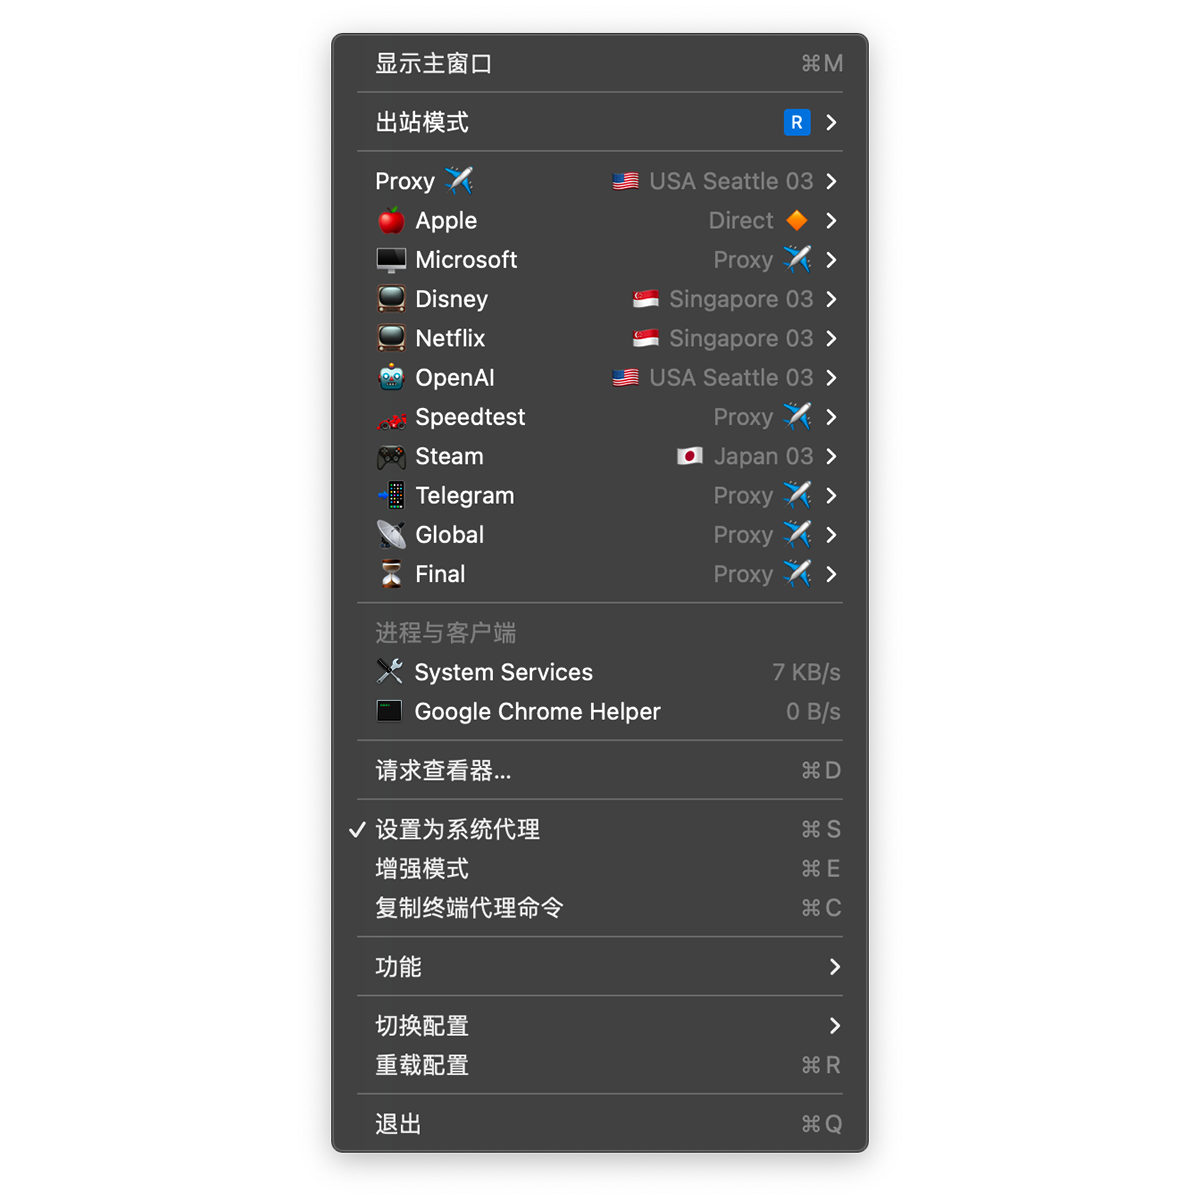 显示主窗口 ⌘M
出站模式 R
Proxy ✈️ 🇺🇸 USA Seattle 03
🍎 Apple Direct 🔶
🖥️ Microsoft Proxy ✈️
📺 Disney 🇸🇬 Singapore 03
📺 Netflix 🇸🇬 Singapore 03
🤖 OpenAI 🇺🇸 USA Seattle 03
🏎️ Speedtest Proxy ✈️
🎮 Steam 🇯🇵 Japan 03
📲 Telegram Proxy ✈️
📡 Global Proxy ✈️
⏳ Final Proxy ✈️
进程与客户端
System Services 7 KB/s
Google Chrome Helper 0 B/s
请求查看器... ⌘D
✓ 设置为系统代理 ⌘S
增强模式 ⌘E
复制终端代理命令 ⌘C
功能
切换配置
重载配置 ⌘R
退出 ⌘Q